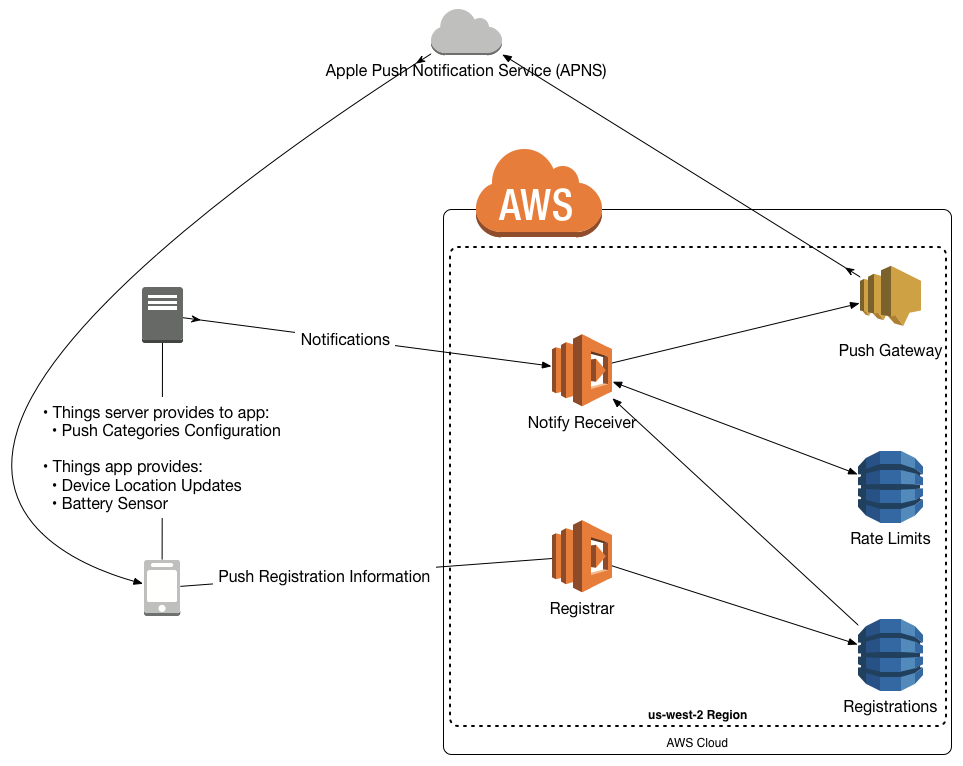 Apple Push Notification Service (APNS)
AWS
Notifications
Push Gateway
• Things server provides to app:
• Push Categories Configuration
• Things app provides:
• Device Location Updates
• Battery Sensor
Notify Receiver
Rate Limits
Push Registration Information
Registrar
Registrations
us-west-2 Region
AWS Cloud